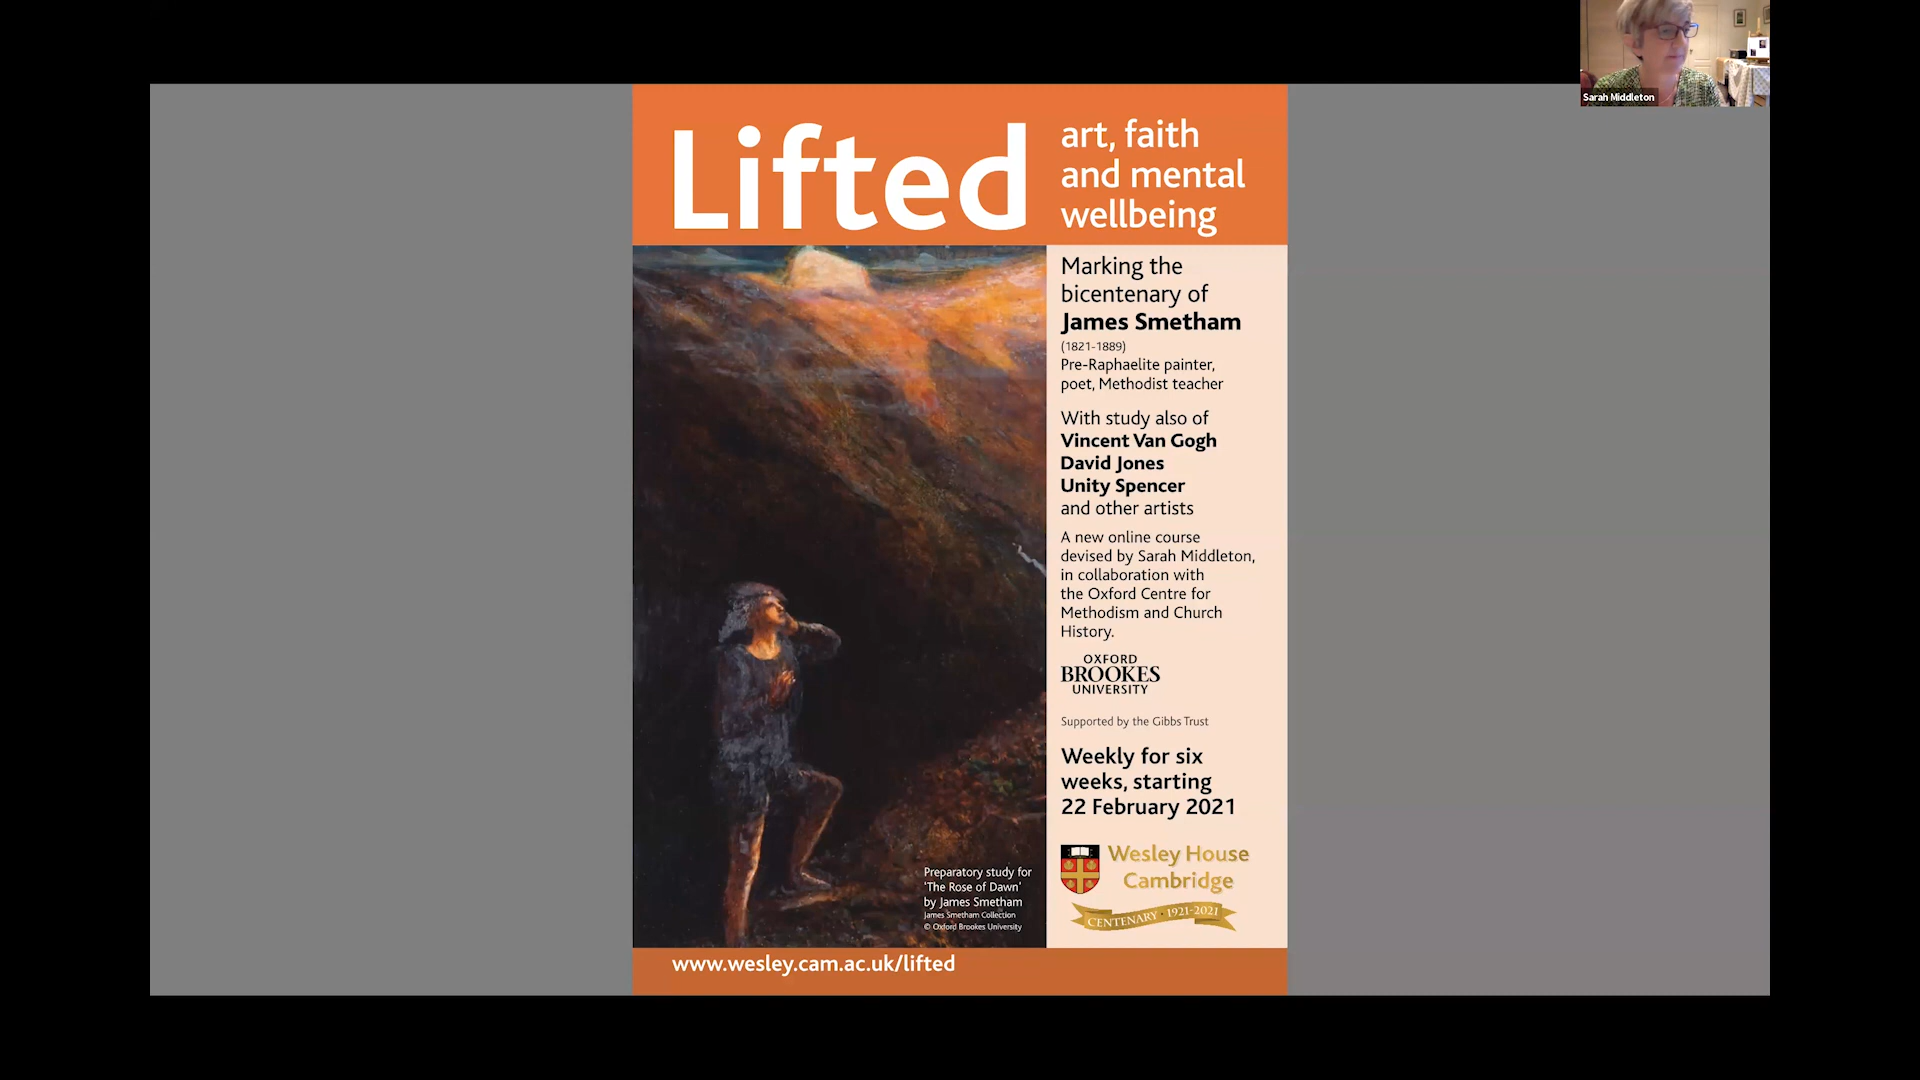 Sarah Middleton
Lifted
art, faith
and mental
wellbeing
Marking the
bicentenary of
James Smetham
(1821-1889)
Pre-Raphaelite painter,
poet, Methodist teacher
With study also of
Vincent Van Gogh
David Jones
Unity Spencer
and other artists
A new online course
devised by Sarah Middleton,
in collaboration with
the Oxford Centre for
Methodism and Church
History.
OXFORD
BROOKES
UNIVERSITY
Supported by the Gibbs Trust
Weekly for six
weeks, starting
22 February 2021
Wesley House
Cambridge
CENTENARY · 1921-2021
Preparatory study for
'The Rose of Dawn'
by James Smetham
James Smetham Collection
© Oxford Brookes University
www.wesley.cam.ac.uk/lifted